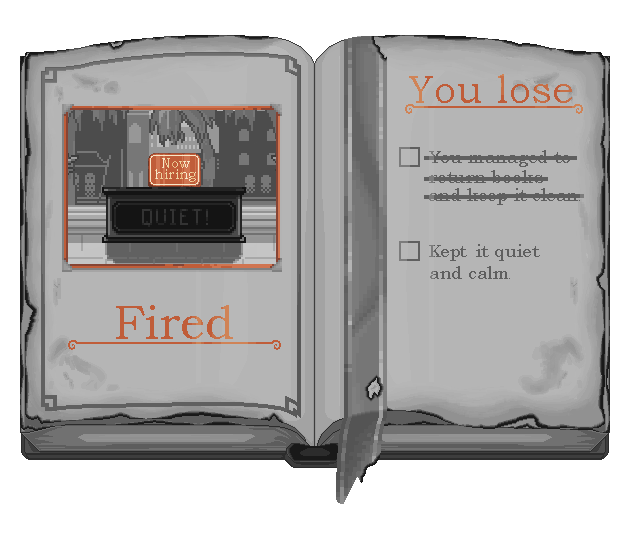 Now
hiring
QUIET!
Fired
You lose
You managed to
return books
and keep it clean.
Kept it quiet
and calm.